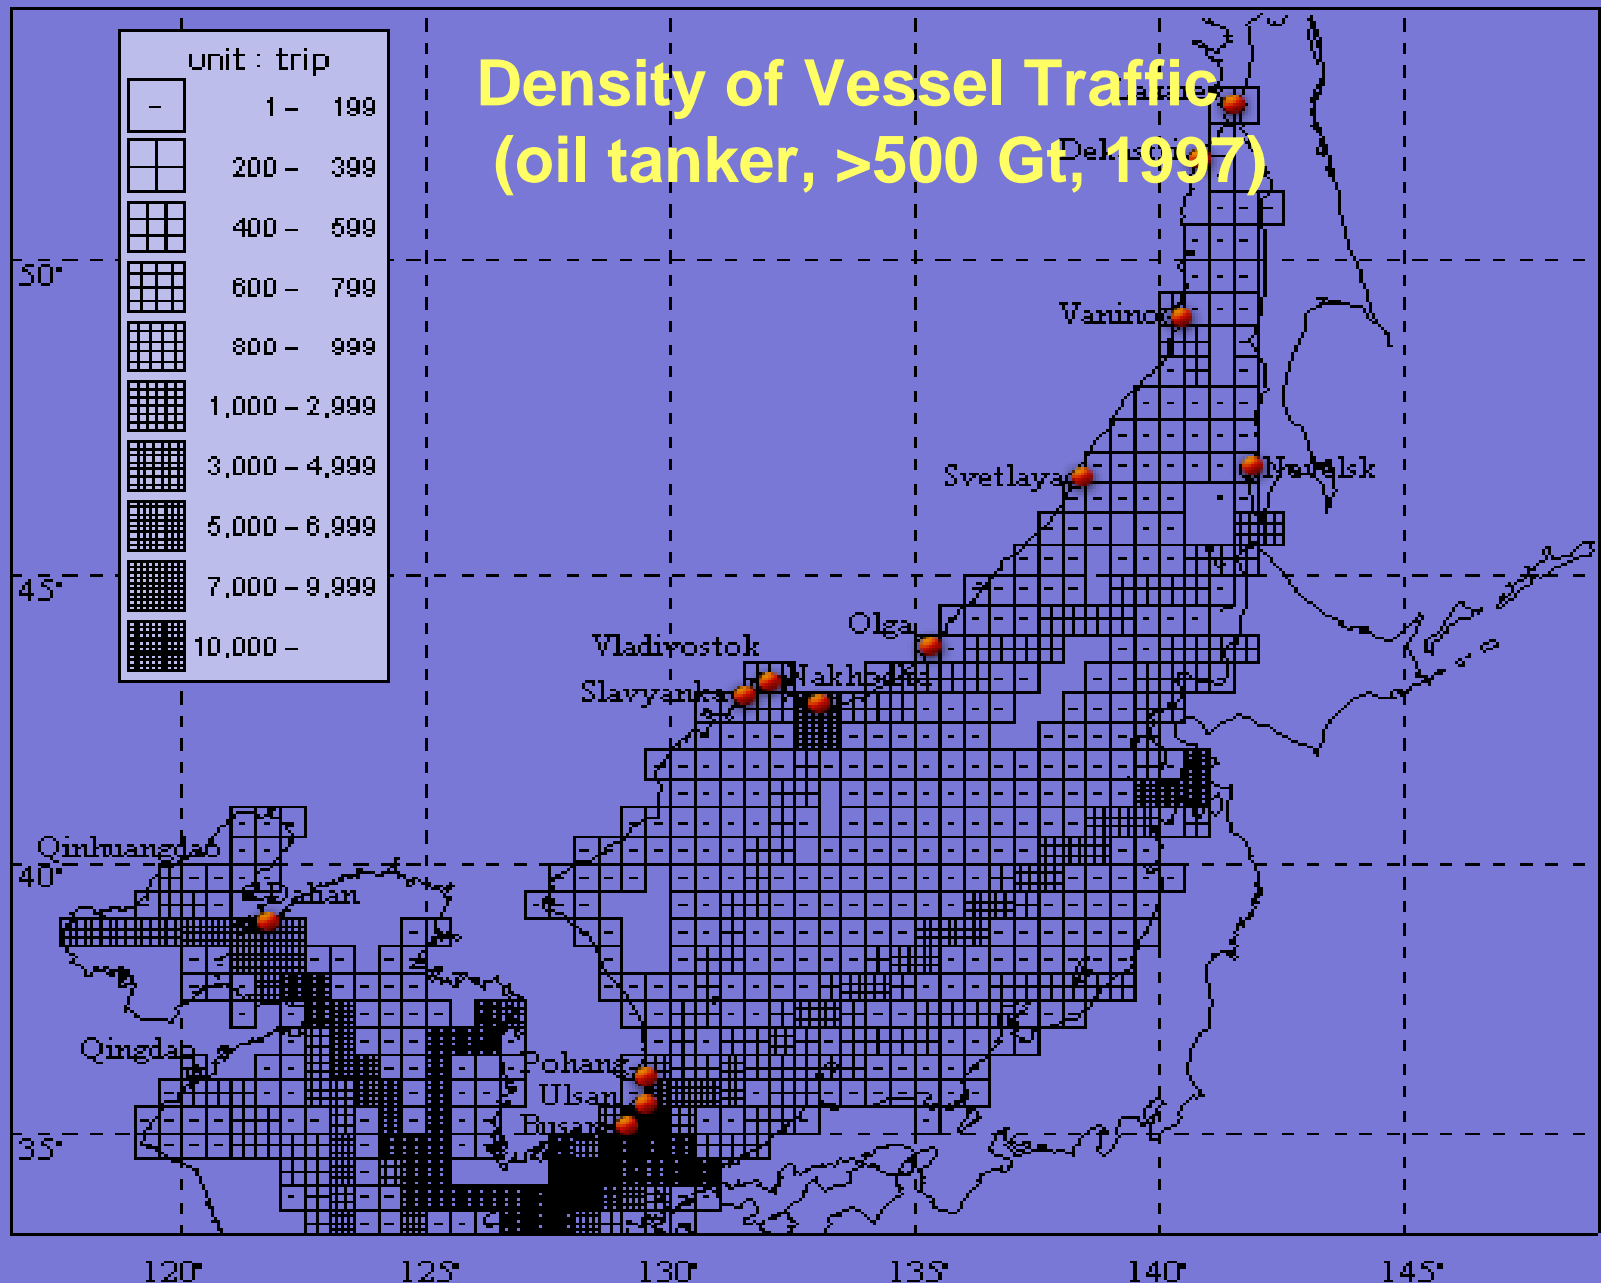 Density of Vessel Traffic
(oil tanker, >500 Gt, 1997)
unit : trip
1 – 199
200 – 399
400 – 599
600 – 799
800 – 999
1,000 – 2,999
3,000 – 4,999
5,000 – 6,999
7,000 – 9,999
10,000 –
50°
Vanino
Svetlaya
Nevelsk
45°
Olga
Vladivostok
Nakhodka
Slavyanka
Qinhuangdao
40°
Dalian
Qingdao
Pohang
Ulsan
Busan
35°
120° 125° 130° 135° 140° 145°